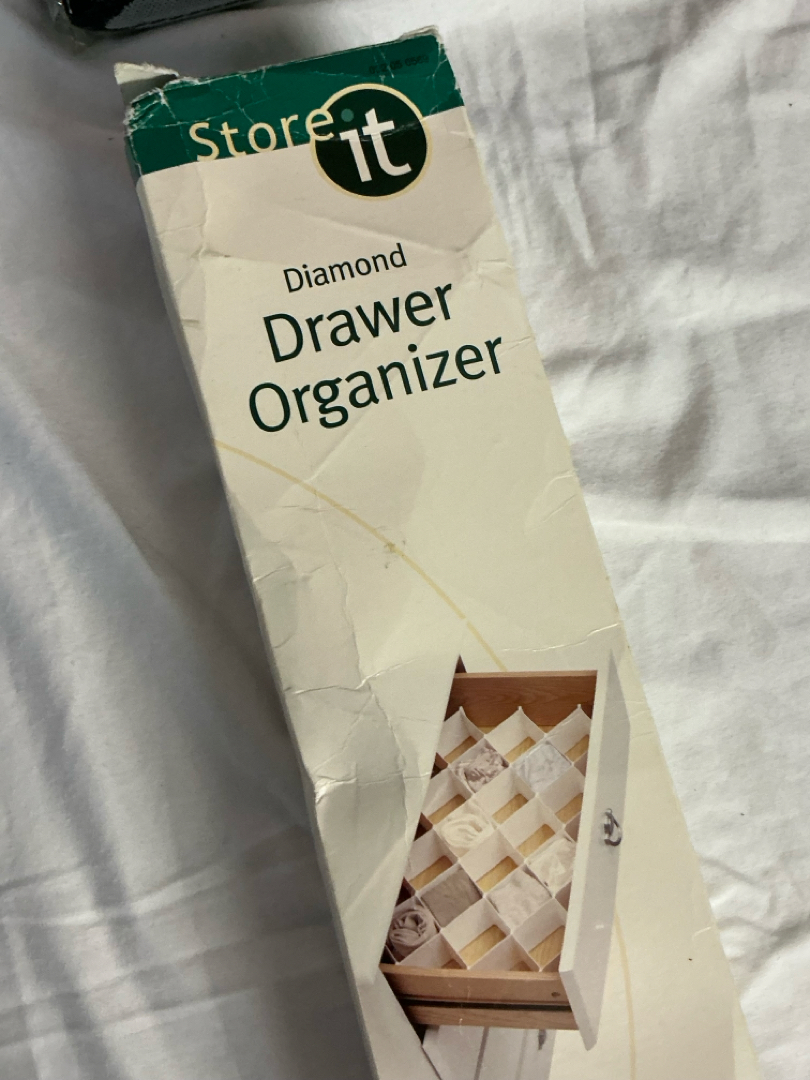 Store it
Diamond
Drawer
Organizer